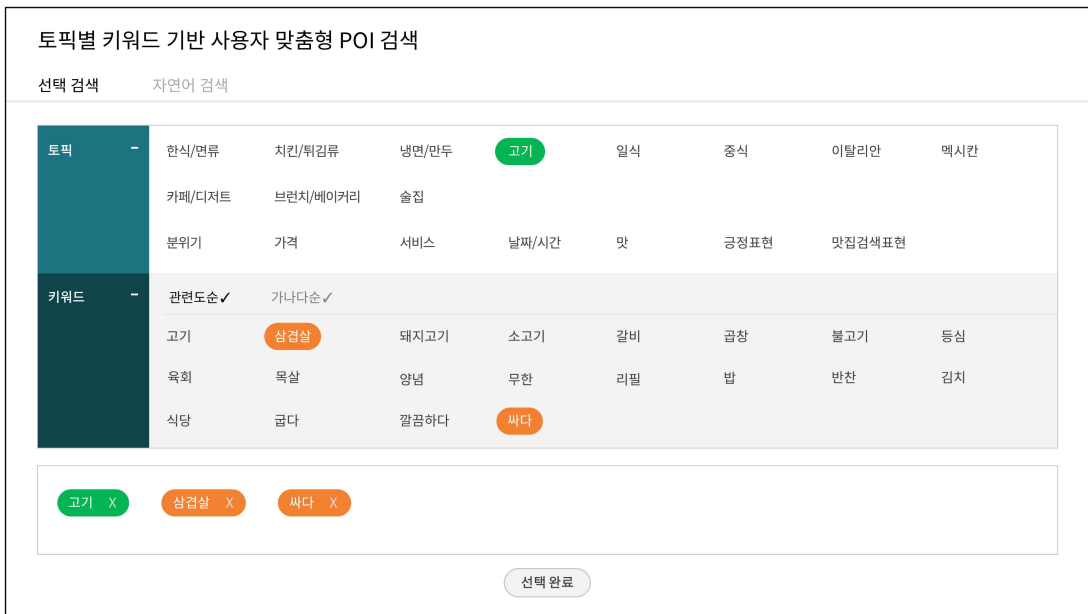 토픽별 키워드 기반 사용자 맞춤형 POI 검색
선택 검색 자연어 검색
토픽 - 한식/면류 치킨/튀김류 냉면/만두 고기 일식 중식 이탈리안 멕시칸
카페/디저트 브런치/베이커리 술집
분위기 가격 서비스 날짜/시간 맛 긍정표현 맛집검색표현
키워드 - 관련도순✓ 가나다순✓
고기 삼겹살 돼지고기 소고기 갈비 곱창 불고기 등심
육회 목살 양념 무한 리필 밥 반찬 김치
식당 굽다 깔끔하다 싸다
고기 X 삼겹살 X 싸다 X
선택 완료